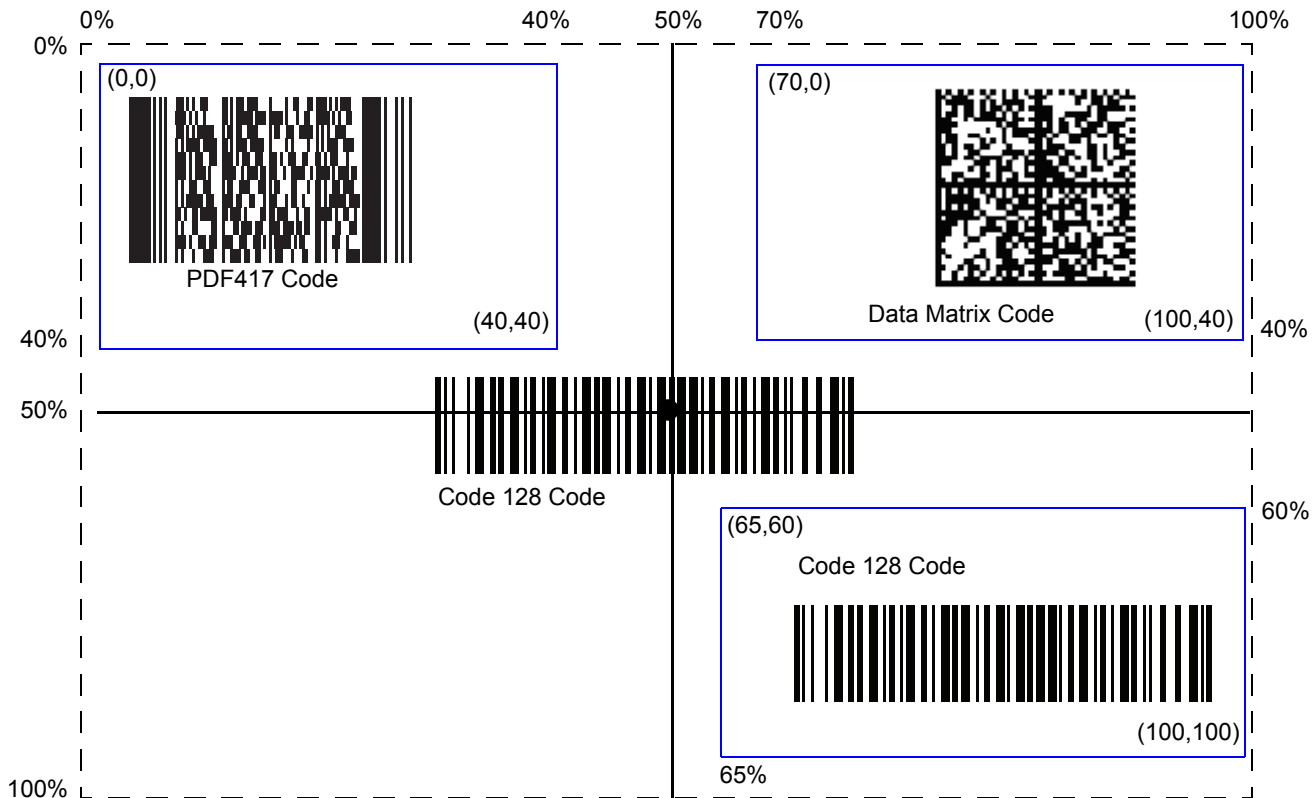 0% 40% 50% 70% 100%
0%
(0,0)
(70,0)
PDF417 Code
Data Matrix Code
(40,40)
(100,40)
40%
40%
50%
Code 128 Code
60%
(65,60)
Code 128 Code
(100,100)
65%
100%